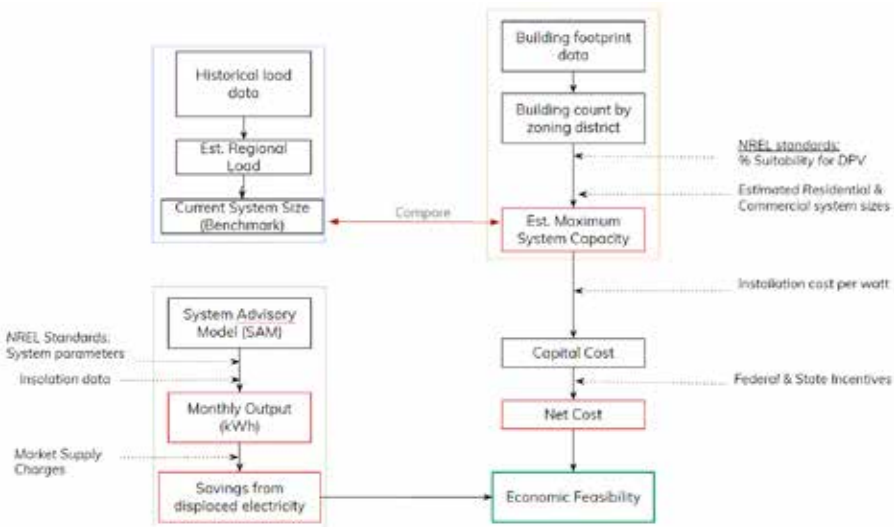 Historical load
data
Est. Regional
Load
Current System Size
(Benchmark)
Compare
Building footprint
data
Building count by
zoning district
NREL standards:
% Suitability for DPV
Estimated Residential &
Commercial system sizes
Est. Maximum
System Capacity
Installation cost per watt
Capital Cost
Federal & State Incentives
Net Cost
Economic Feasibility
System Advisory
Model (SAM)
NREL Standards:
System parameters
Insolation data
Monthly Output
(kWh)
Market Supply
Charges
Savings from
displaced electricity